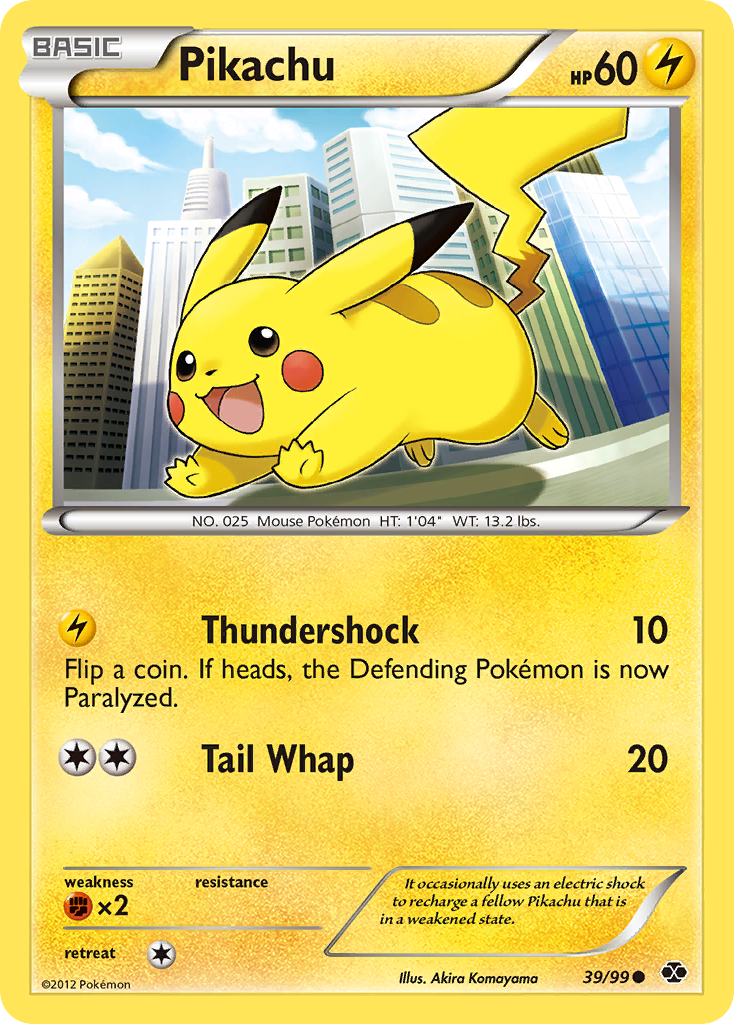 BASIC Pikachu HP60
NO. 025 Mouse Pokémon HT: 1'04" WT: 13.2 lbs.
Thundershock 10
Flip a coin. If heads, the Defending Pokémon is now
Paralyzed.
Tail Whap 20
weakness resistance
×2
retreat
It occasionally uses an electric shock
to recharge a fellow Pikachu that is
in a weakened state.
©2012 Pokémon Illus. Akira Komayama 39/99